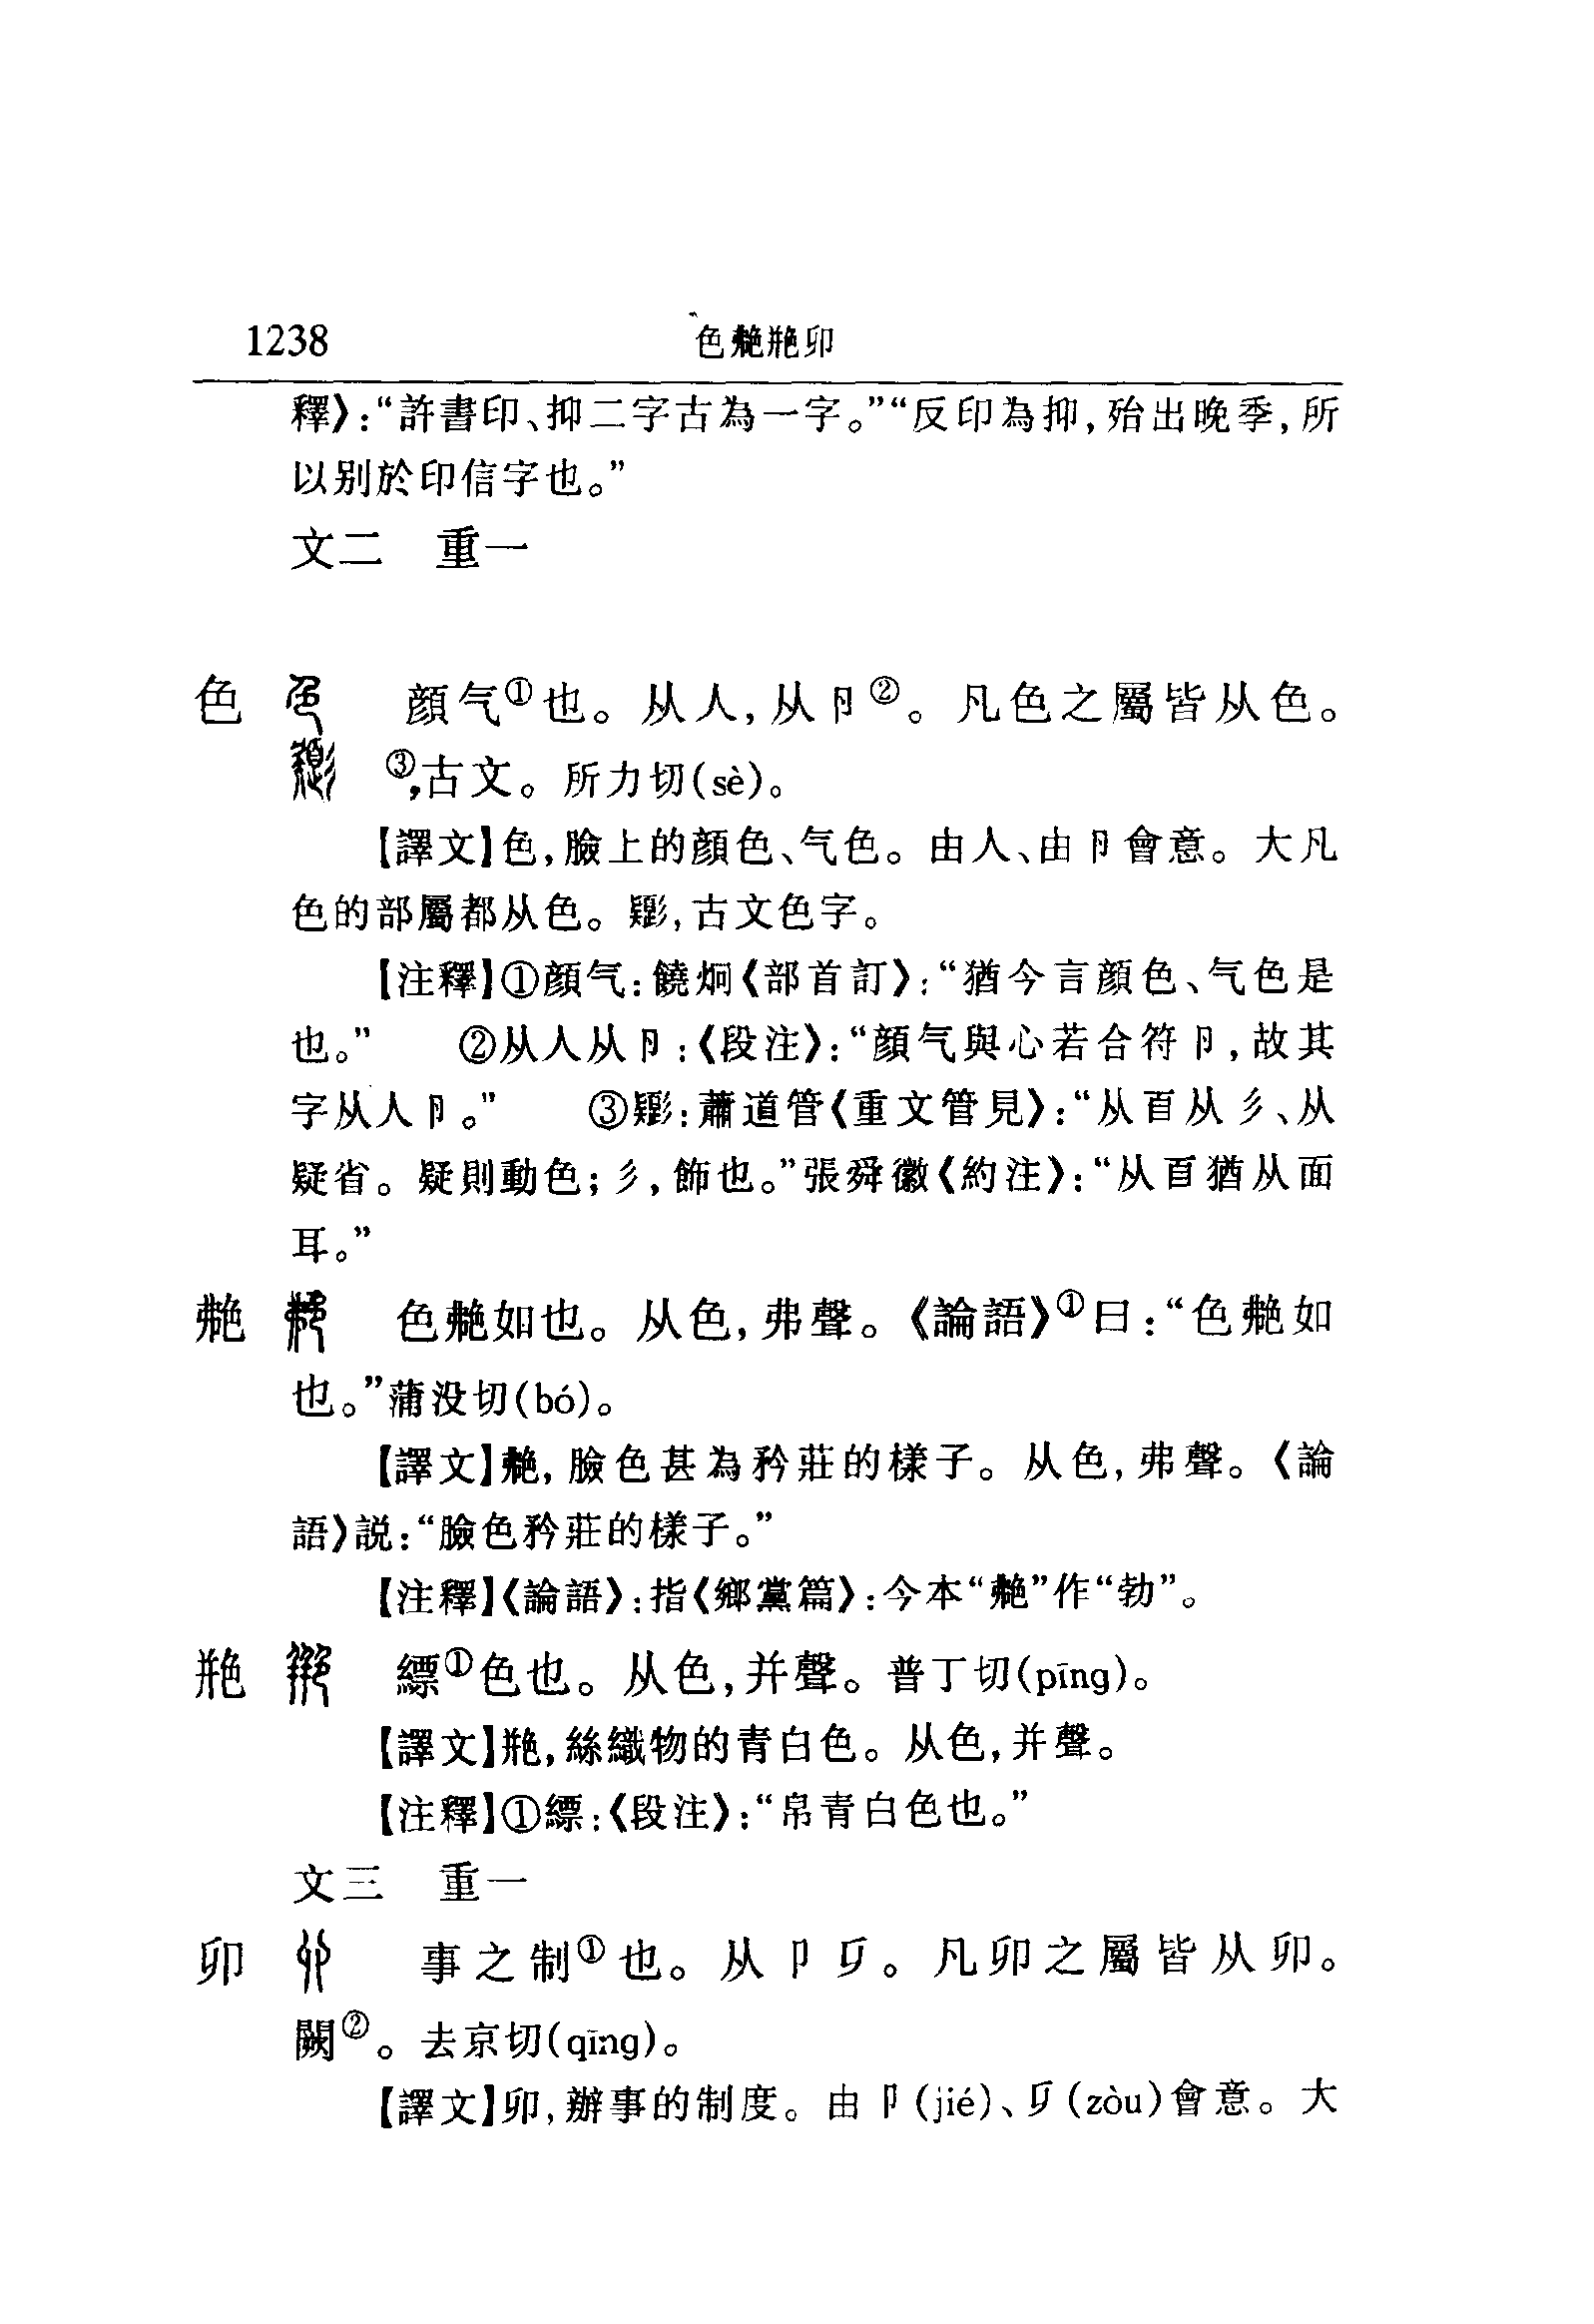 1238 色艴艵卯
釋》:“許書印、抑二字古為一字。”“反印為抑,殆出晚季,所
以別於印信字也。”
文二 重一
色 顔气①也。从人,从卪②。凡色之屬皆从色。
③,古文。所力切(sè)。
【譯文】色,臉上的顔色、气色。由人、由卪會意。大凡
色的部屬都从色。𩒴,古文色字。
【注釋】①顔气:饒炯《部首訂》:“猶今言顔色、气色是
也。” ②从人从卪:《段注》:“顔气與心若合符卪,故其
字从人卪。” ③𩒴:蕭道管《重文管見》:“从𦣻从彡、从
疑省。疑則動色;彡,飾也。”張舜徽《約注》:“从𦣻猶从面
耳。”
艴 色艴如也。从色,弗聲。《論語》①曰:“色艴如
也。”蒲没切(bó)。
【譯文】艴,臉色甚為矜莊的樣子。从色,弗聲。《論
語》説:“臉色矜莊的樣子。”
【注釋】《論語》:指《鄉黨篇》:今本“艴”作“勃”。
艵 縹①色也。从色,并聲。普丁切(pīng)。
【譯文】艵,絲織物的青白色。从色,并聲。
【注釋】①縹:《段注》:“帛青白色也。”
文三 重一
卯 事之制①也。从卩𠨎。凡卯之屬皆从卯。
闕②。去京切(qīng)。
【譯文】卯,辦事的制度。由卩(jié)、𠨎(zòu)會意。大